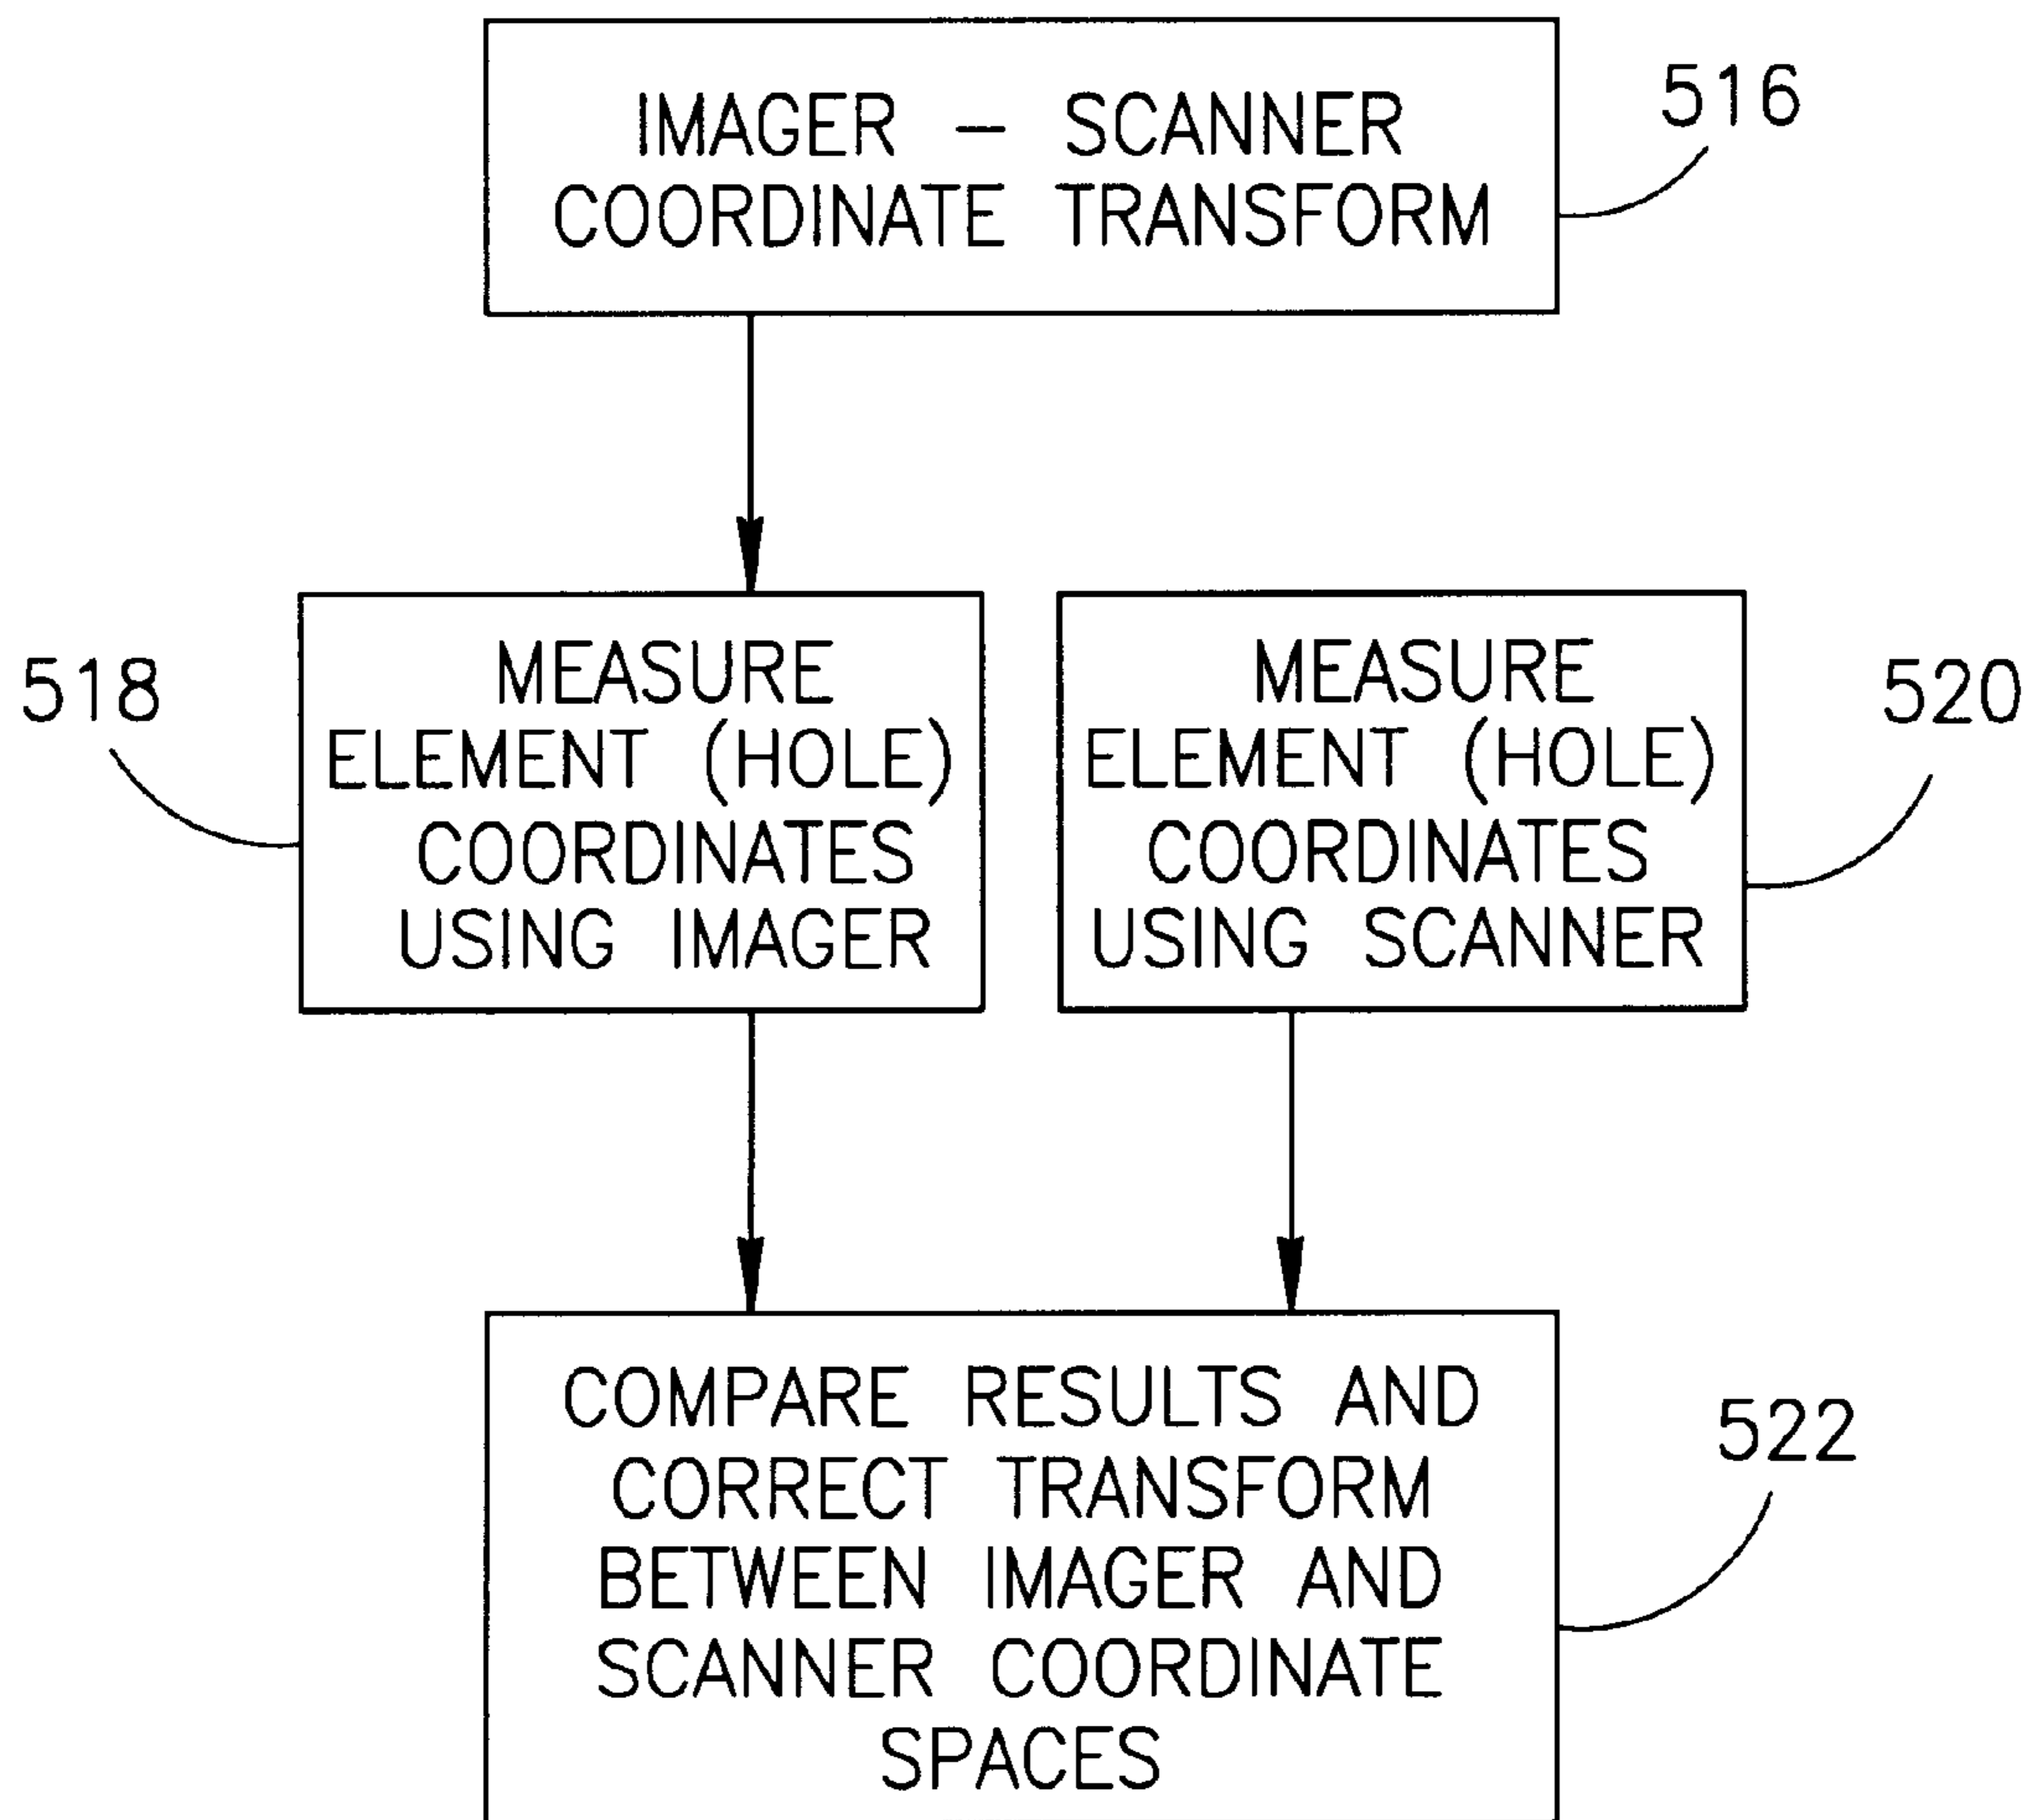 IMAGER – SCANNER
COORDINATE TRANSFORM
516
MEASURE
ELEMENT (HOLE)
COORDINATES
USING IMAGER
518
MEASURE
ELEMENT (HOLE)
COORDINATES
USING SCANNER
520
COMPARE RESULTS AND
CORRECT TRANSFORM
BETWEEN IMAGER AND
SCANNER COORDINATE
SPACES
522